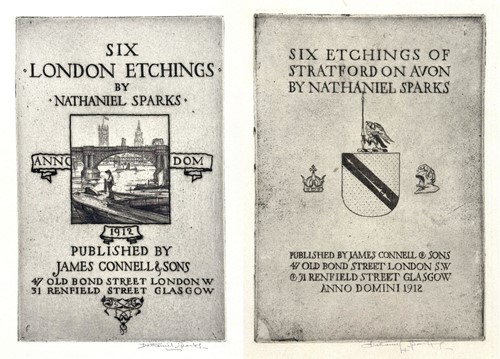 SIX
· LONDON ETCHINGS ·
BY
· NATHANIEL SPARKS ·
ANNO DOM
1912
PUBLISHED BY
JAMES CONNELL & SONS
47 OLD BOND STREET LONDON W
31 RENFIELD STREET GLASGOW
Nathaniel Sparks
SIX ETCHINGS OF
STRATFORD ON AVON
BY NATHANIEL SPARKS
PUBLISHED BY JAMES CONNELL & SONS
47 OLD BOND STREET LONDON S.W
& 31 RENFIELD STREET GLASGOW
ANNO DOMINI 1912